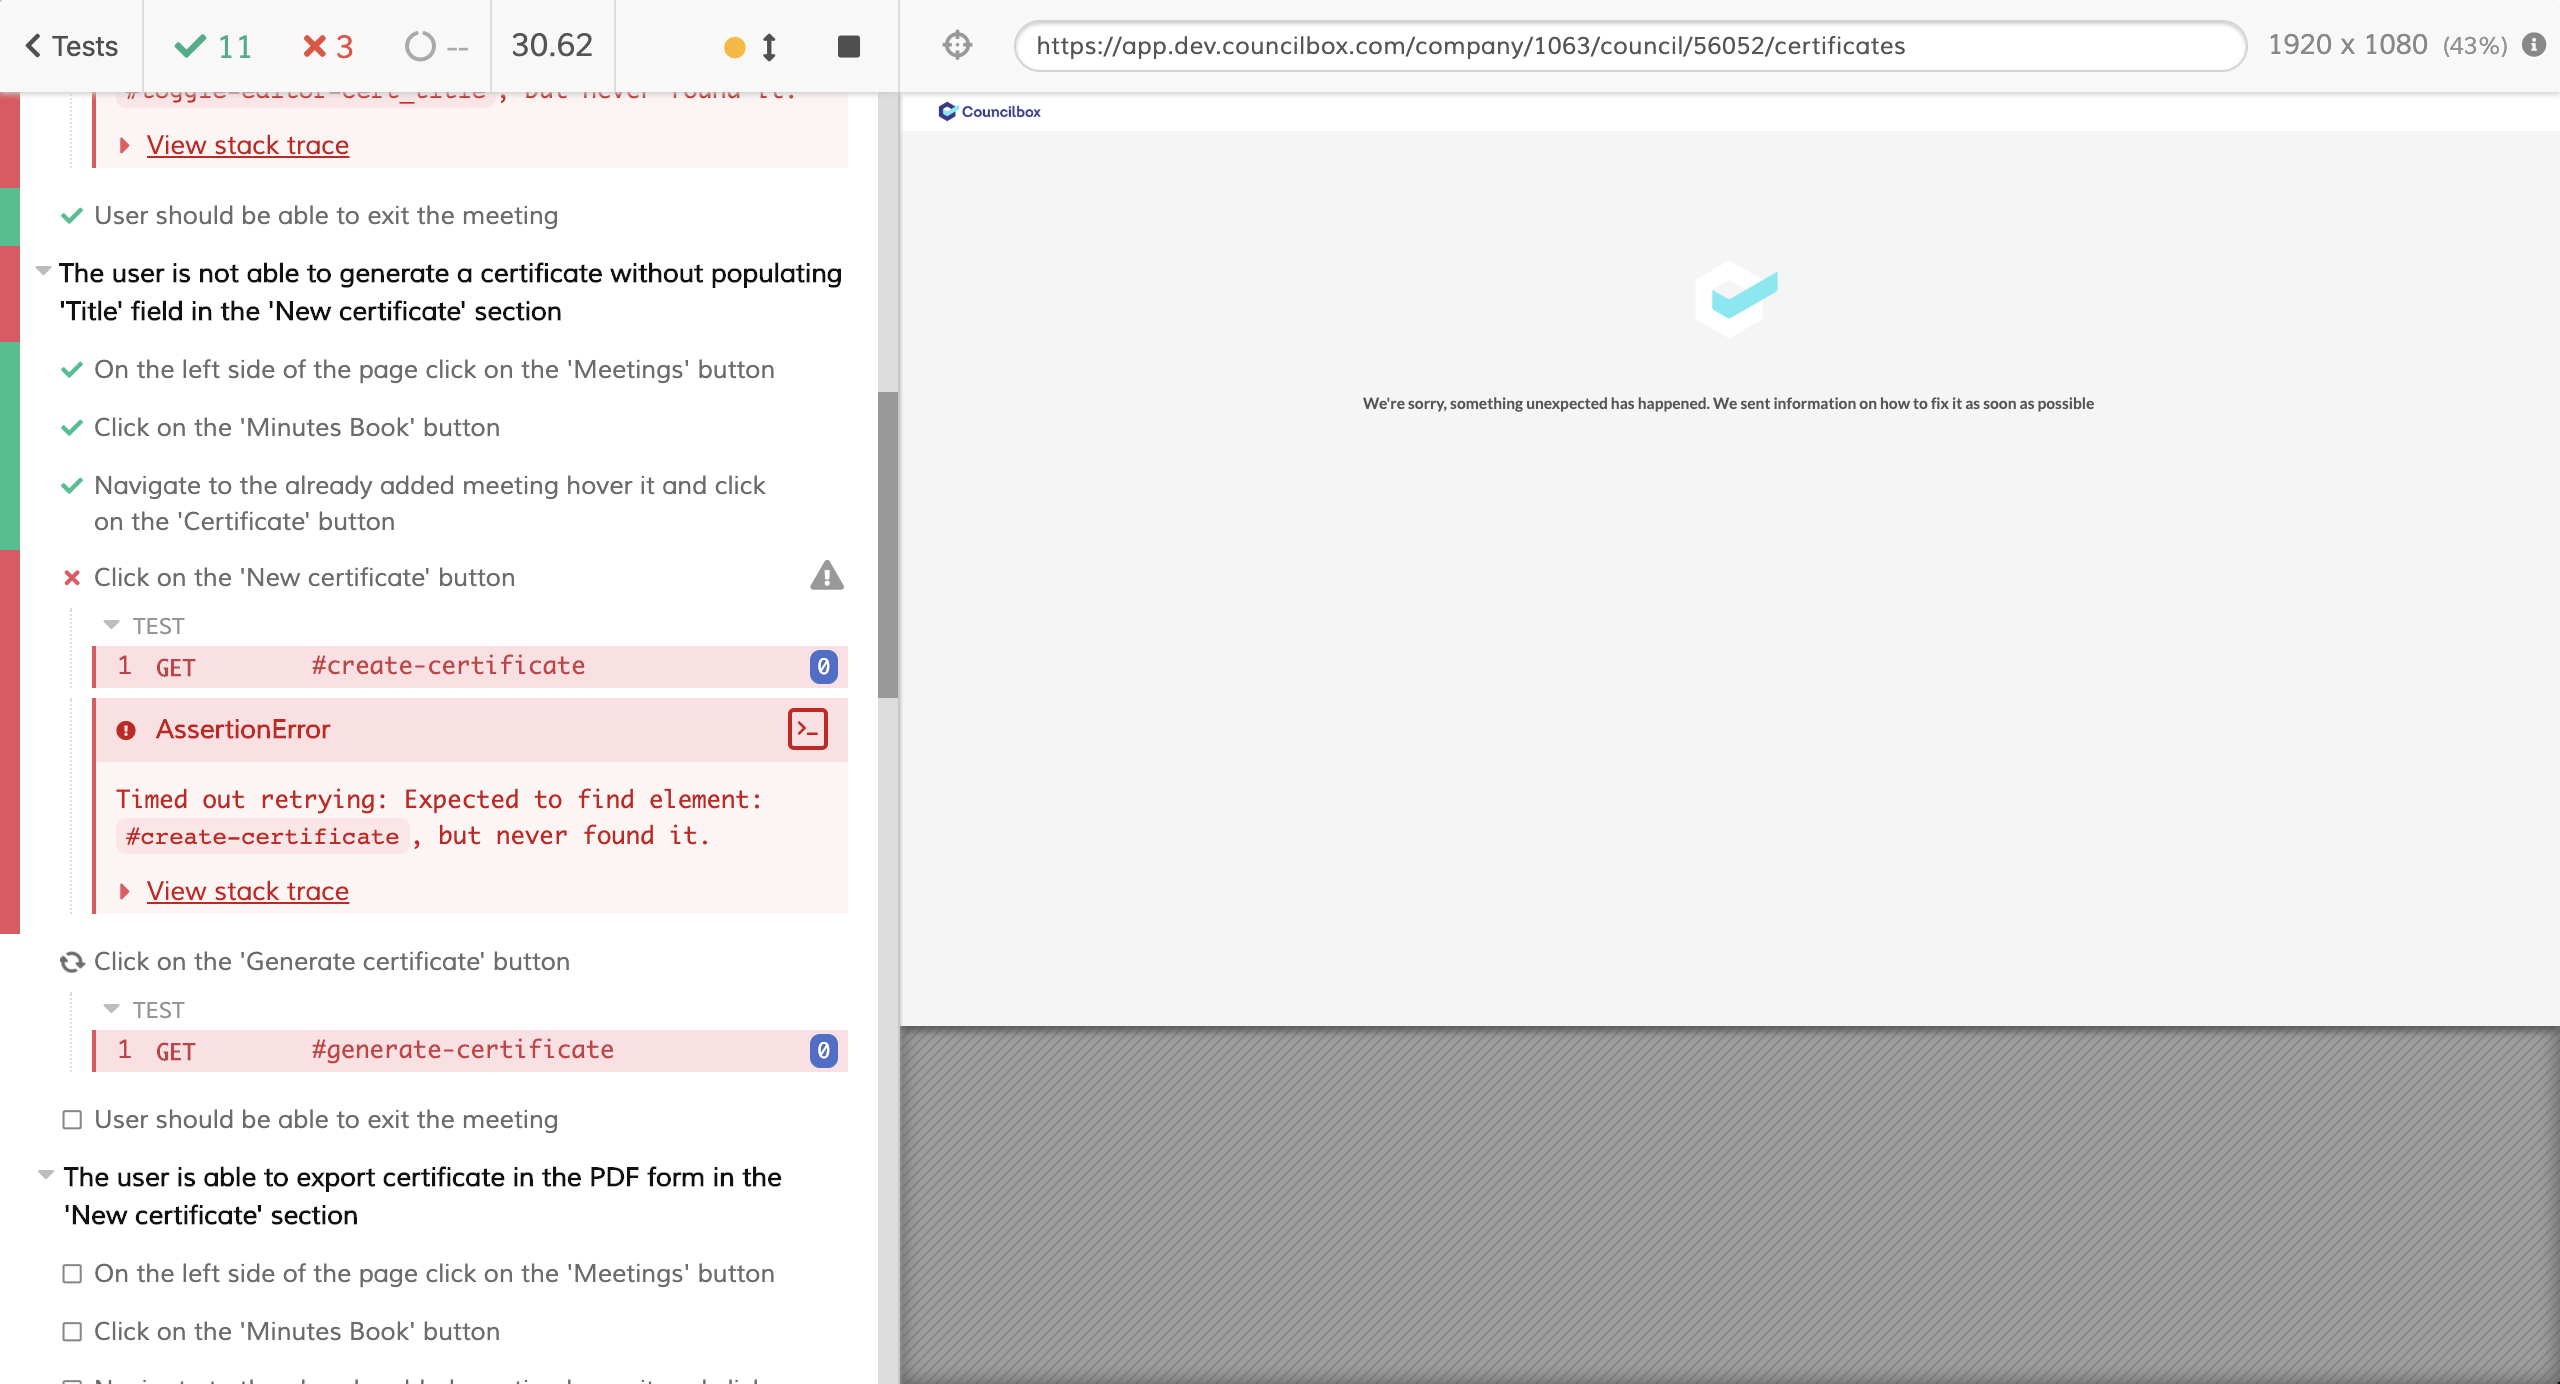 Tests
11
3
--
30.62
https://app.dev.councilbox.com/company/1063/council/56052/certificates
1920 x 1080 (43%)
#toggle-editor-cert_title, but never found it.
View stack trace
User should be able to exit the meeting
The user is not able to generate a certificate without populating
'Title' field in the 'New certificate' section
On the left side of the page click on the 'Meetings' button
Click on the 'Minutes Book' button
Navigate to the already added meeting hover it and click
on the 'Certificate' button
Click on the 'New certificate' button
TEST
1 GET #create-certificate 0
AssertionError
>_
Timed out retrying: Expected to find element:
#create-certificate, but never found it.
View stack trace
Click on the 'Generate certificate' button
TEST
1 GET #generate-certificate 0
User should be able to exit the meeting
The user is able to export certificate in the PDF form in the
'New certificate' section
On the left side of the page click on the 'Meetings' button
Click on the 'Minutes Book' button
Councilbox
We're sorry, something unexpected has happened. We sent information on how to fix it as soon as possible